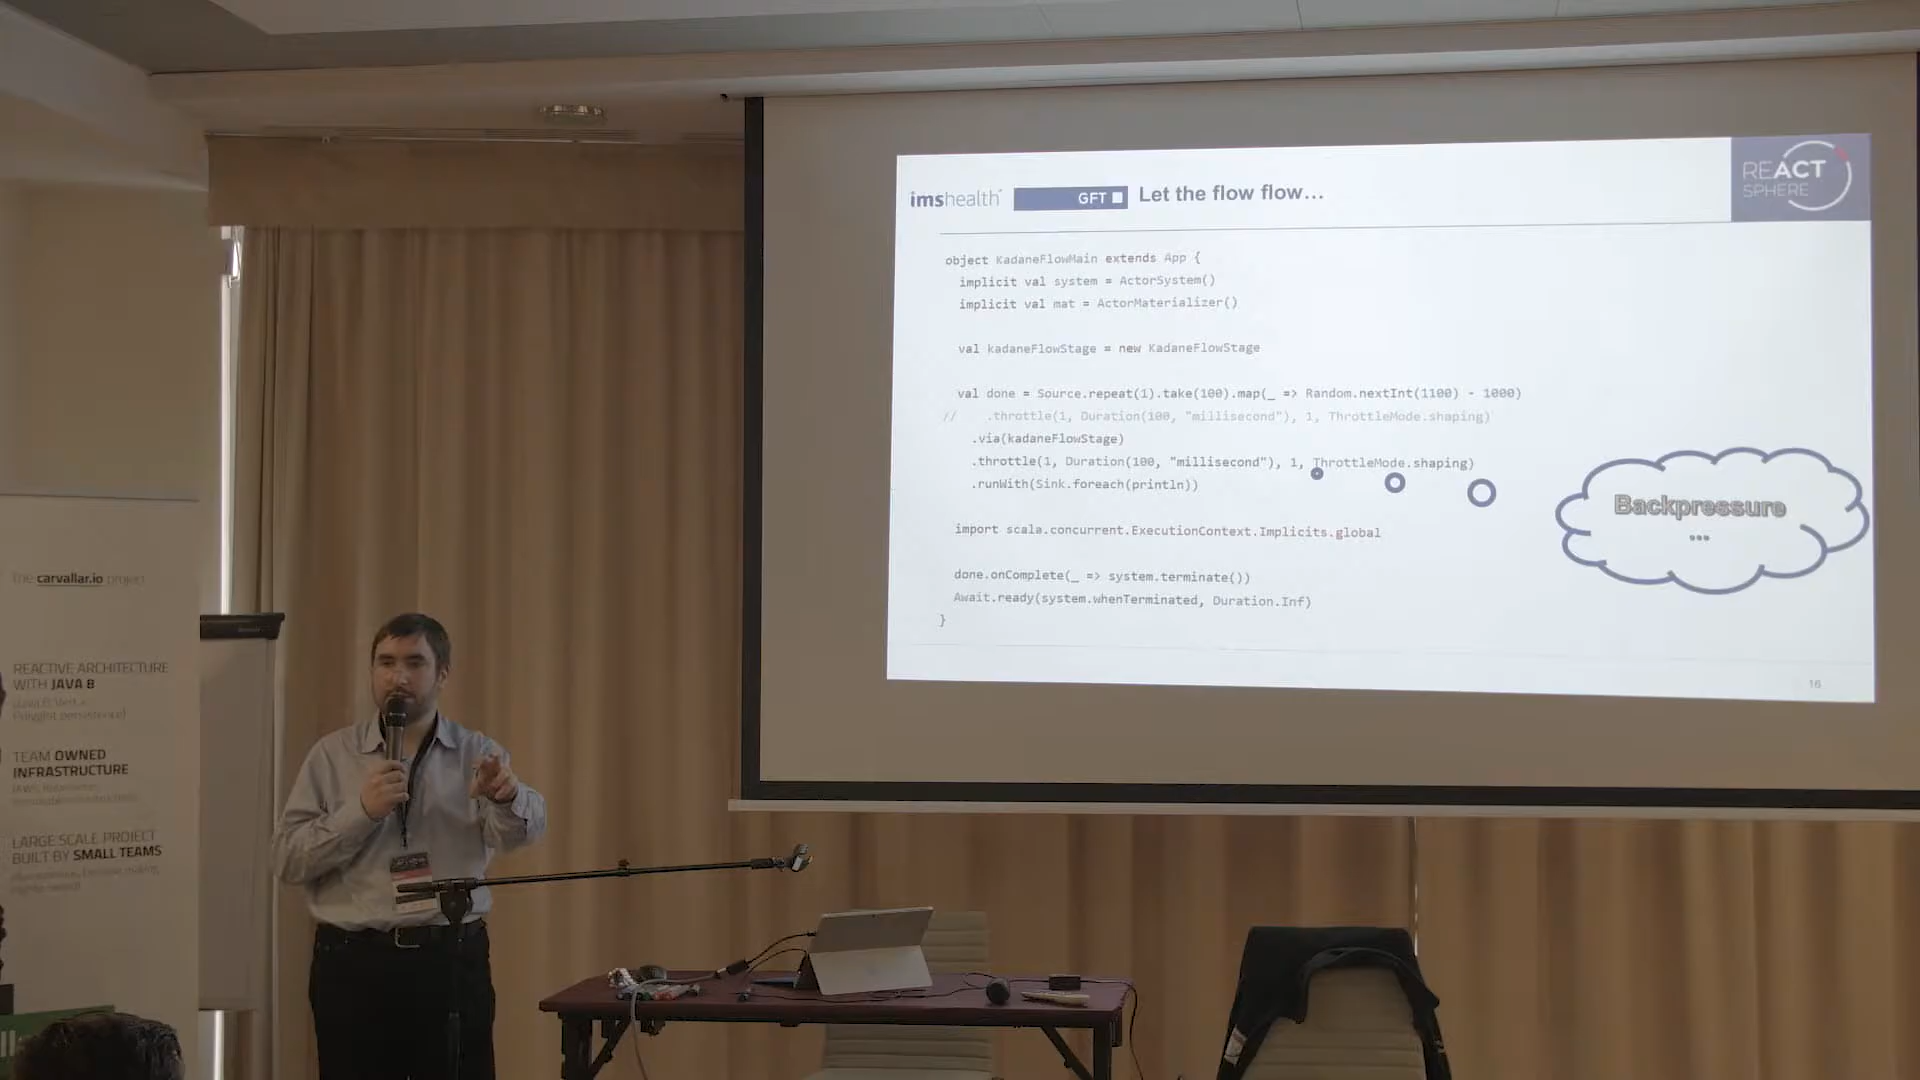 imshealth
GFT
Let the flow flow...
REACT
SPHERE
object KadaneFlowMain extends App {
implicit val system = ActorSystem()
implicit val mat = ActorMaterializer()
val kadaneFlowStage = new KadaneFlowStage
val done = Source.repeat(1).take(100).map(_ => Random.nextInt(1100) - 1000)
// .throttle(1, Duration(100, "millisecond"), 1, ThrottleMode.shaping)
.via(kadaneFlowStage)
.throttle(1, Duration(100, "millisecond"), 1, ThrottleMode.shaping)
.runWith(Sink.foreach(println))
import scala.concurrent.ExecutionContext.Implicits.global
done.onComplete(_ => system.terminate())
Await.ready(system.whenTerminated, Duration.Inf)
}
Backpressure
...
16
The carvallar.io project
REACTIVE ARCHITECTURE
WITH JAVA 8
Polyglot persistence)
TEAM OWNED
INFRASTRUCTURE
LARGE SCALE PROJECT
BUILT BY SMALL TEAMS